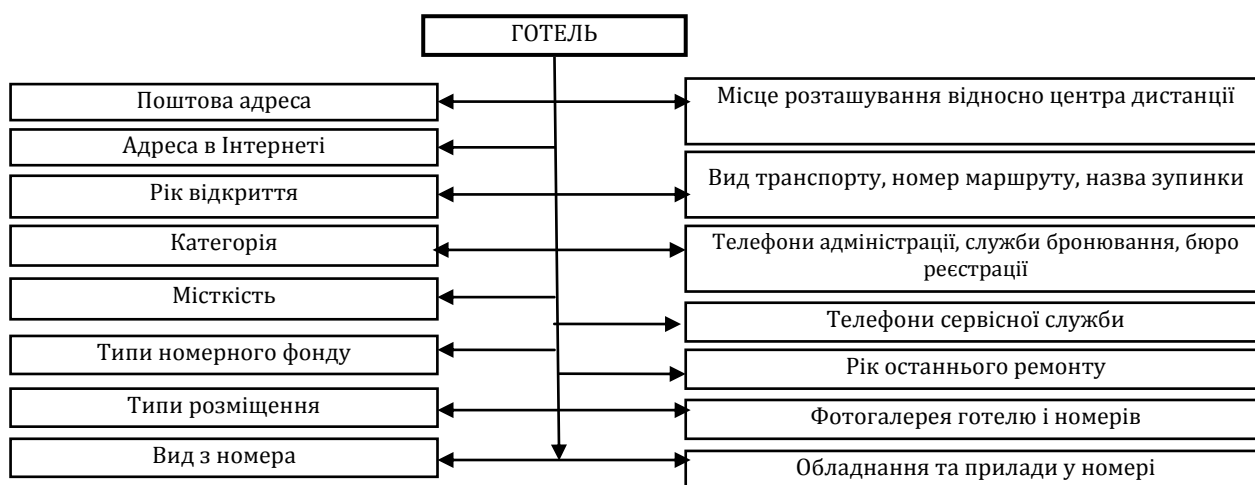 ГОТЕЛЬ
Поштова адреса
Місце розташування відносно центра дистанції
Адреса в Інтернеті
Рік відкриття
Вид транспорту, номер маршруту, назва зупинки
Категорія
Телефони адміністрації, служби бронювання, бюро
реєстрації
Місткість
Телефони сервісної служби
Типи номерного фонду
Рік останнього ремонту
Типи розміщення
Фотогалерея готелю і номерів
Вид з номера
Обладнання та прилади у номері